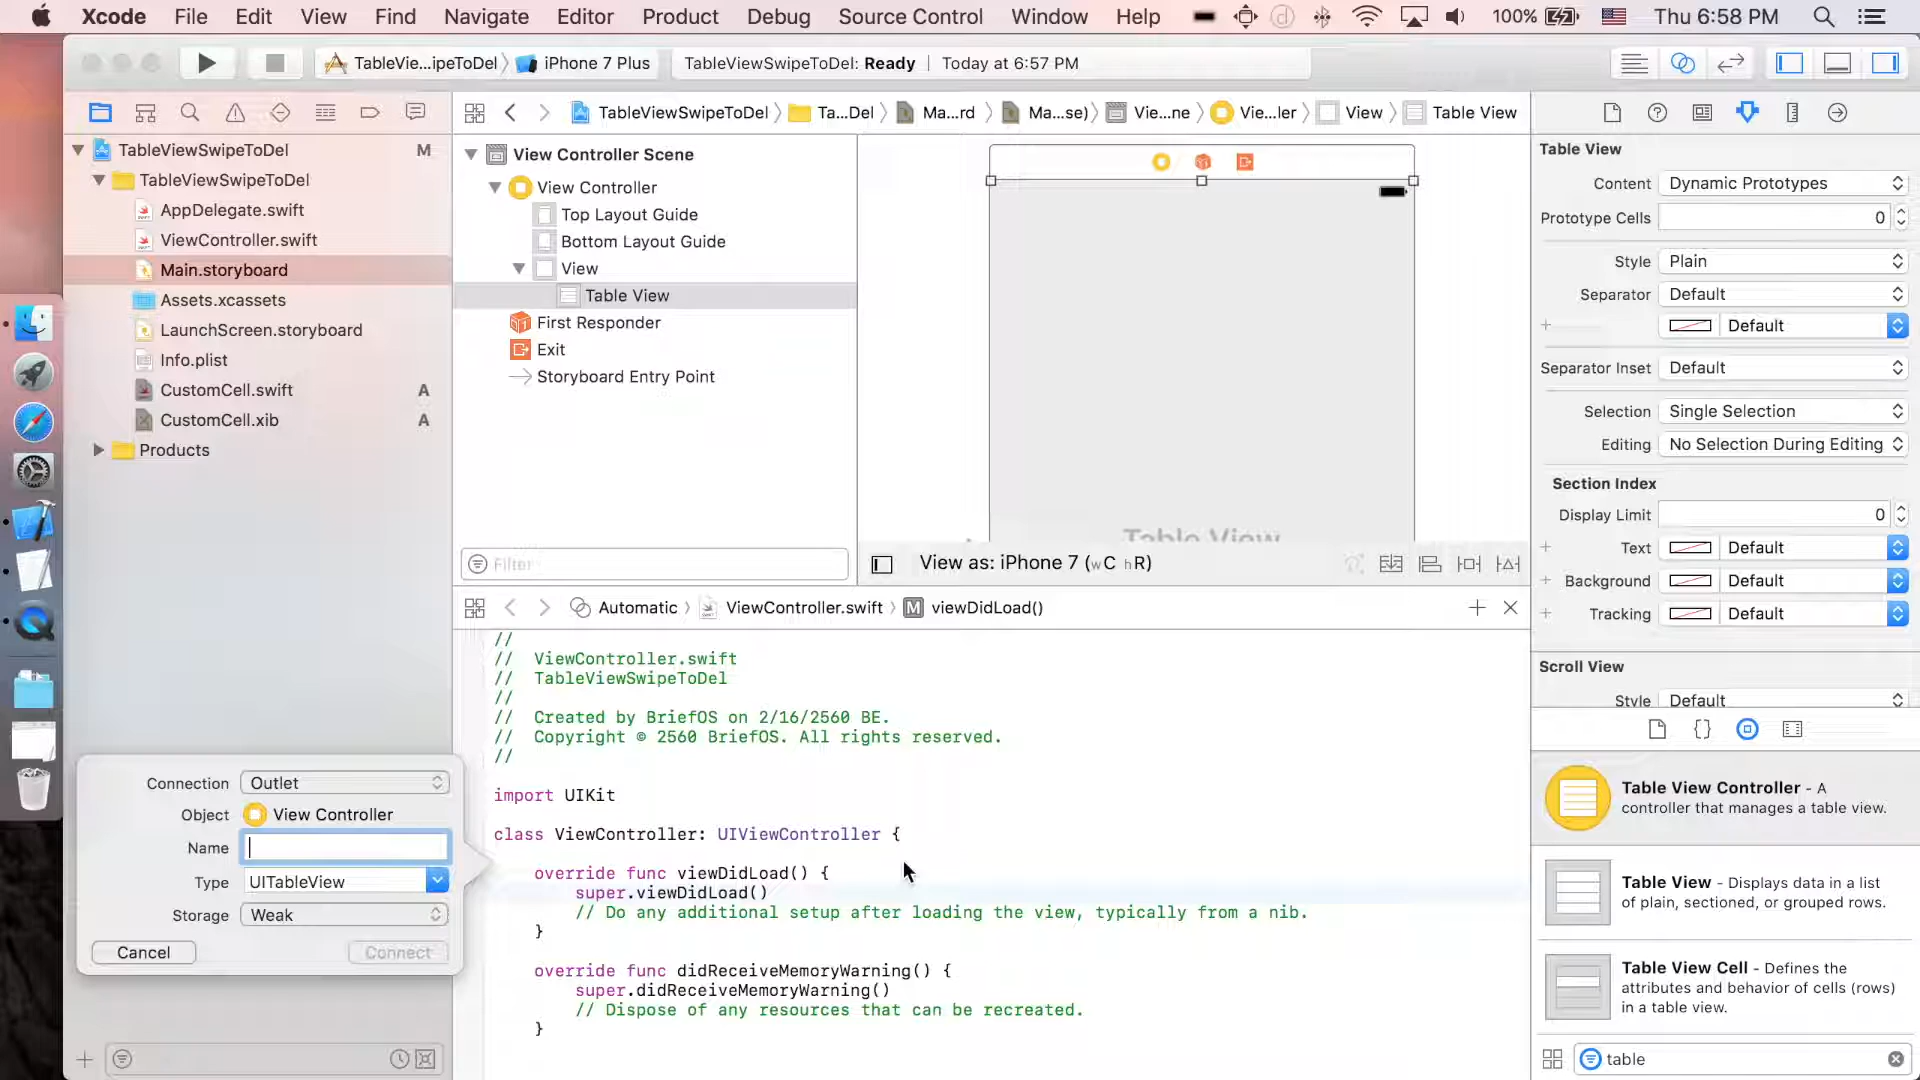 Xcode File Edit View Find Navigate Editor Product Debug Source Control Window Help 100% Thu 6:58 PM
TableVie...ipeToDel iPhone 7 Plus TableViewSwipeToDel: Ready Today at 6:57 PM
TableViewSwipeToDel Ta...Del Ma...rd Ma...se) Vie...ne Vie...ler View Table View
TableViewSwipeToDel M
TableViewSwipeToDel
AppDelegate.swift
ViewController.swift
Main.storyboard
Assets.xcassets
LaunchScreen.storyboard
Info.plist
CustomCell.swift A
CustomCell.xib A
Products
View Controller Scene
View Controller
Top Layout Guide
Bottom Layout Guide
View
Table View
First Responder
Exit
Storyboard Entry Point
Filter
Table View
View as: iPhone 7 (wC hR)
Automatic ViewController.swift M viewDidLoad()
//
// ViewController.swift
// TableViewSwipeToDel
//
// Created by BriefOS on 2/16/2560 BE.
// Copyright © 2560 BriefOS. All rights reserved.
//
import UIKit
class ViewController: UIViewController {
override func viewDidLoad() {
super.viewDidLoad()
// Do any additional setup after loading the view, typically from a nib.
}
override func didReceiveMemoryWarning() {
super.didReceiveMemoryWarning()
// Dispose of any resources that can be recreated.
}
Connection Outlet
Object View Controller
Name
Type UITableView
Storage Weak
Cancel Connect
Table View
Content Dynamic Prototypes
Prototype Cells 0
Style Plain
Separator Default
Default
Separator Inset Default
Selection Single Selection
Editing No Selection During Editing
Section Index
Display Limit 0
Text Default
Background Default
Tracking Default
Scroll View
Style Default
Table View Controller - A
controller that manages a table view.
Table View - Displays data in a list
of plain, sectioned, or grouped rows.
Table View Cell - Defines the
attributes and behavior of cells (rows)
in a table view.
table